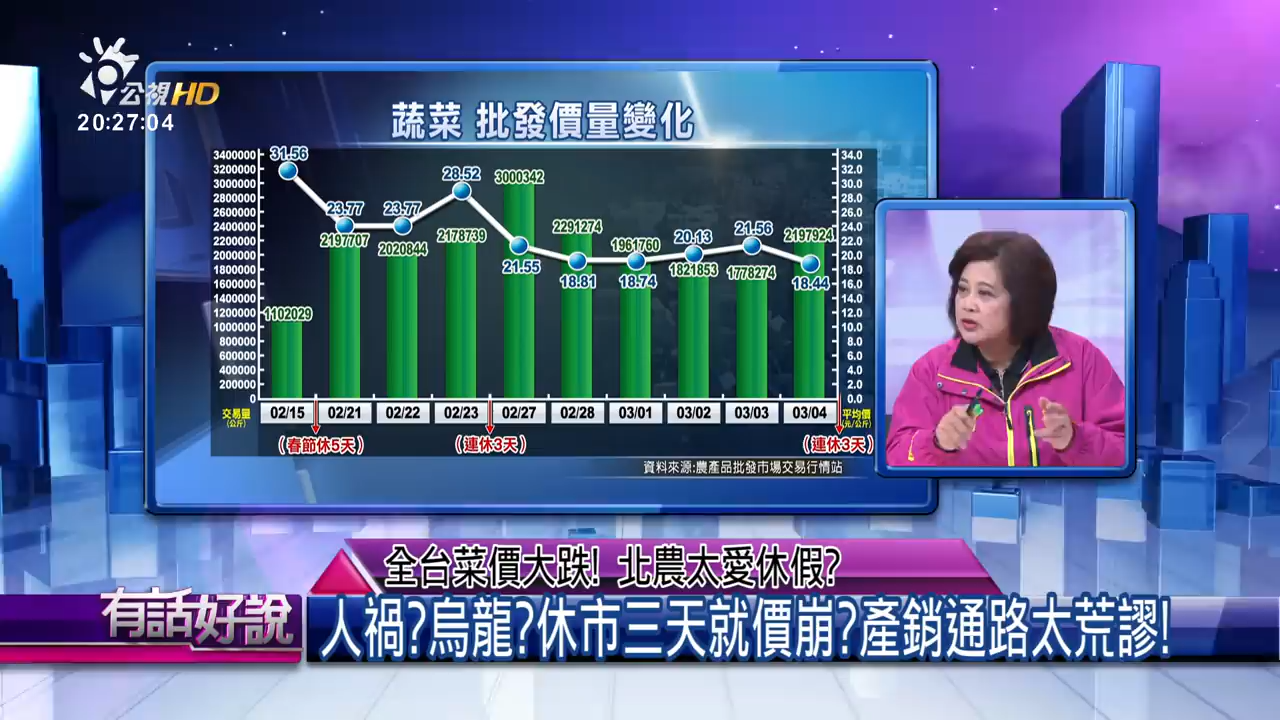 公視HD
20:27:04
蔬菜 批發價量變化
3400000
3200000
3000000
2800000
2600000
2400000
2200000
2000000
1800000
1600000
1400000
1200000
1000000
800000
600000
400000
200000
0
34.0
32.0
30.0
28.0
26.0
24.0
22.0
20.0
18.0
16.0
14.0
12.0
10.0
8.0
6.0
4.0
2.0
0.0
31.56 23.77 23.77 28.52 21.55 18.81 18.74 20.13 21.56 18.44
1102029 2197707 2020844 2178739 3000342 2291274 1961760 1821853 1778274 2197924
交易量
(公斤)
02/15 02/21 02/22 02/23 02/27 02/28 03/01 03/02 03/03 03/04
平均價
(元/公斤)
(春節休5天) (連休3天) (連休3天)
資料來源:農產品批發市場交易行情站
全台菜價大跌! 北農太愛休假?
有話好說
人禍?烏龍?休市三天就價崩?產銷通路太荒謬!